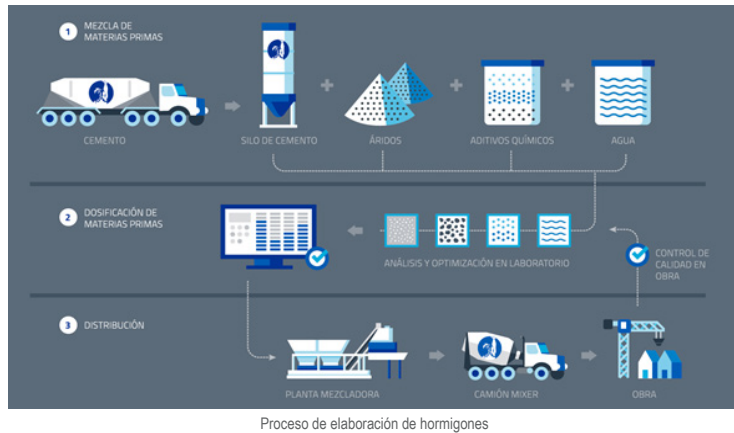 1 MEZCLA DE
MATERIAS PRIMAS
CEMENTO
SILO DE CEMENTO
ÁRIDOS
ADITIVOS QUÍMICOS
AGUA
2 DOSIFICACIÓN DE
MATERIAS PRIMAS
ANÁLISIS Y OPTIMIZACIÓN EN LABORATORIO
CONTROL DE
CALIDAD EN
OBRA
3 DISTRIBUCIÓN
PLANTA MEZCLADORA
CAMIÓN MIXER
OBRA
Proceso de elaboración de hormigones